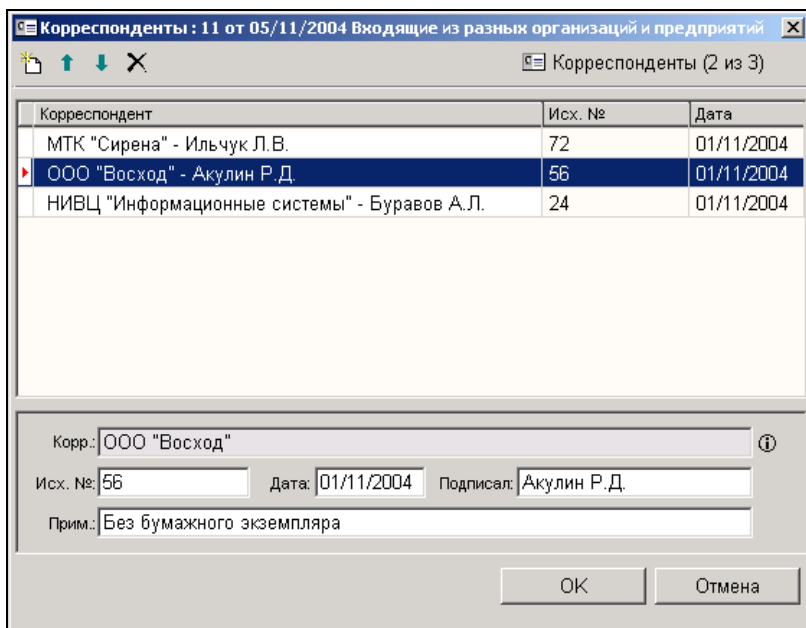 Корреспонденты : 11 от 05/11/2004 Входящие из разных организаций и предприятий
Корреспонденты (2 из 3)
Корреспондент Исх. № Дата
МТК "Сирена" - Ильчук Л.В. 72 01/11/2004
ООО "Восход" - Акулин Р.Д. 56 01/11/2004
НИВЦ "Информационные системы" - Буравов А.Л. 24 01/11/2004
Корр.: ООО "Восход"
Исх. №: 56 Дата: 01/11/2004 Подписал: Акулин Р.Д.
Прим.: Без бумажного экземпляра
OK Отмена